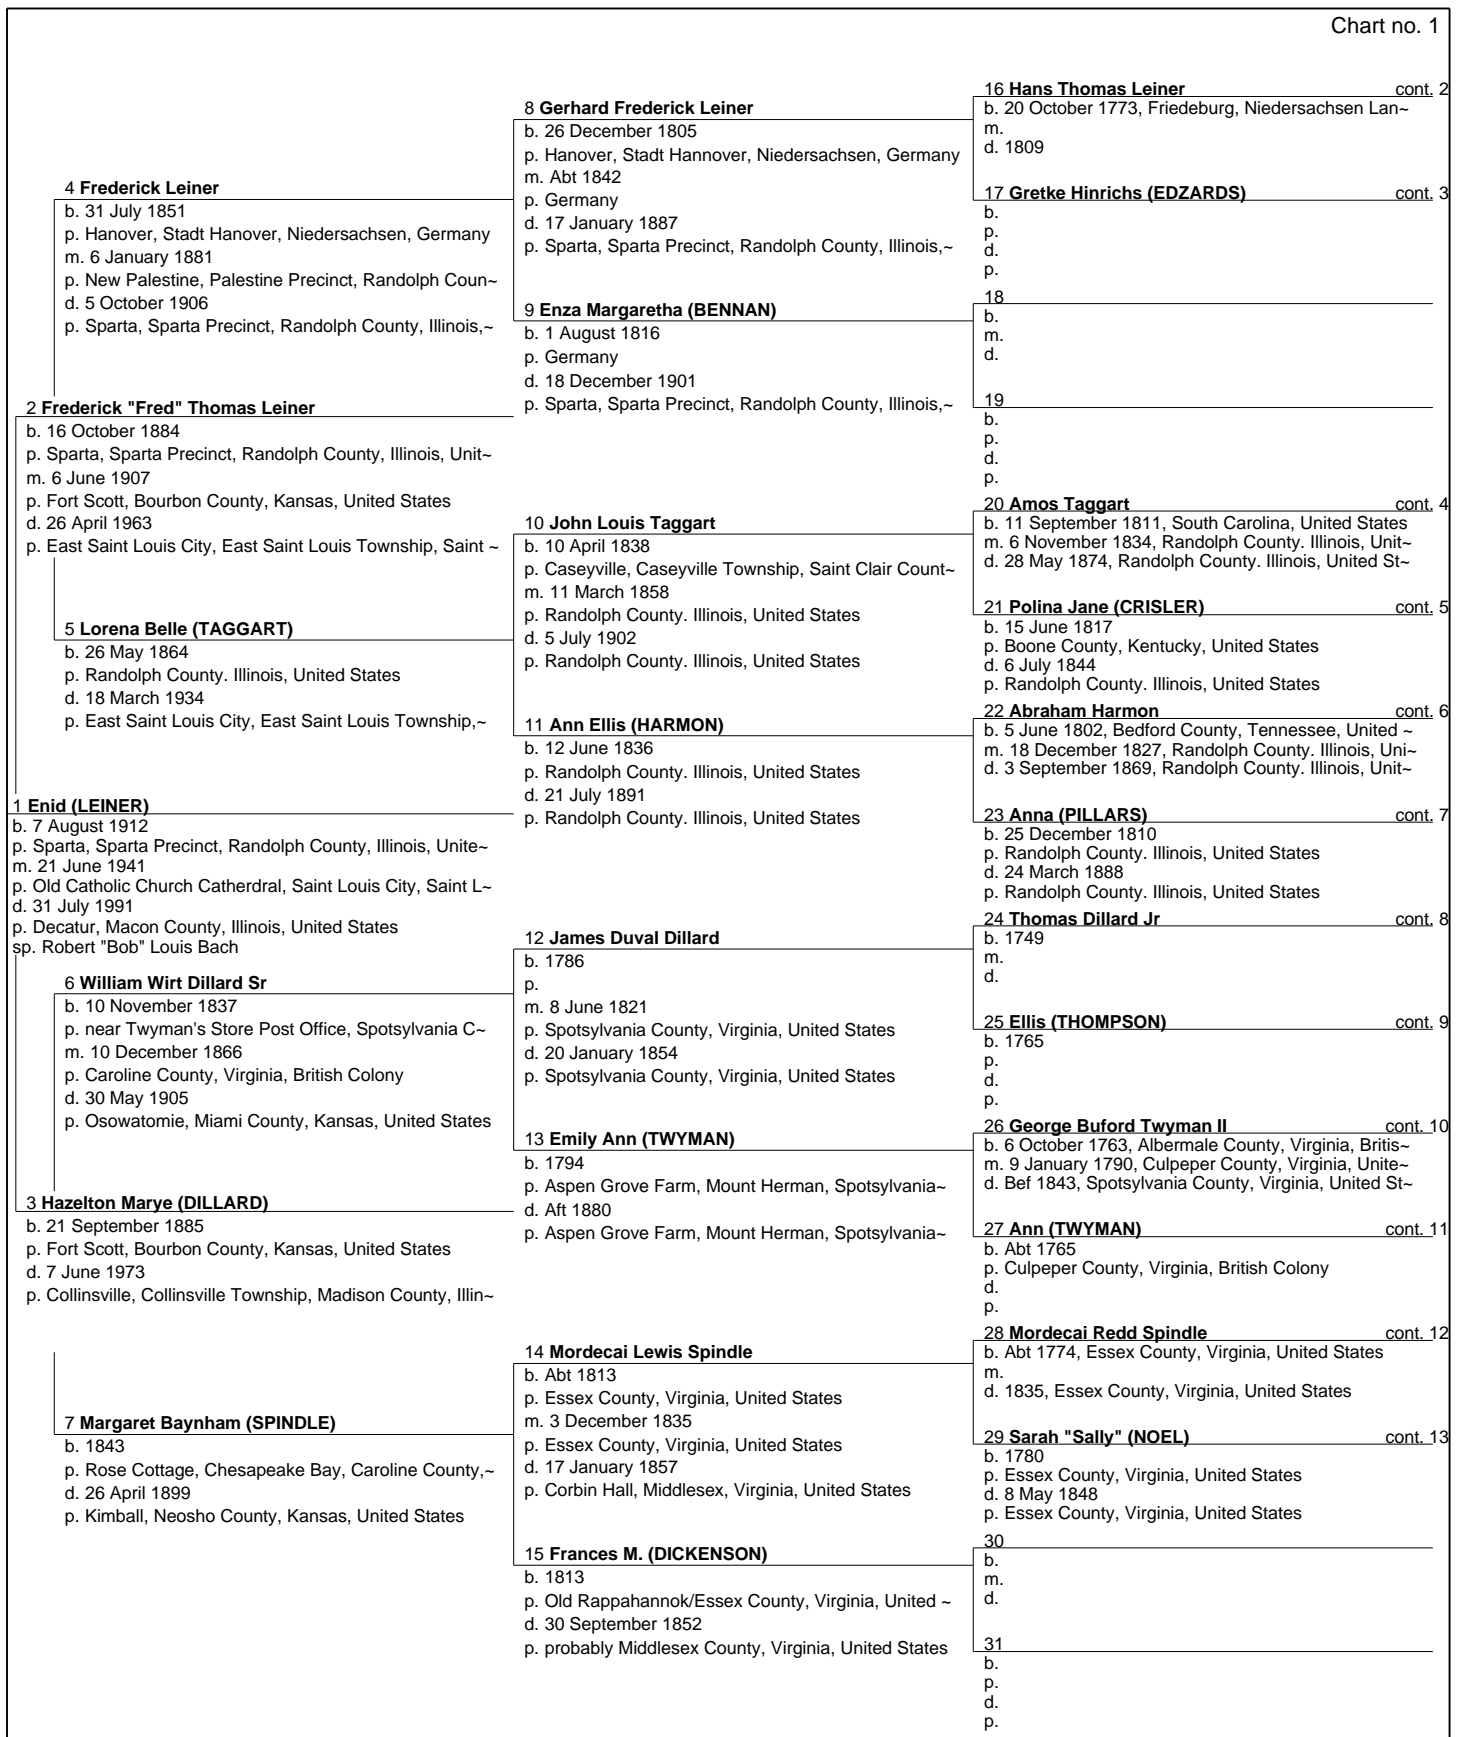 Chart no. 1
1 Enid (LEINER)
b. 7 August 1912
p. Sparta, Sparta Precinct, Randolph County, Illinois, Unite~
m. 21 June 1941
p. Old Catholic Church Catherdral, Saint Louis City, Saint L~
d. 31 July 1991
p. Decatur, Macon County, Illinois, United States
sp. Robert "Bob" Louis Bach
2 Frederick "Fred" Thomas Leiner
b. 16 October 1884
p. Sparta, Sparta Precinct, Randolph County, Illinois, Unit~
m. 6 June 1907
p. Fort Scott, Bourbon County, Kansas, United States
d. 26 April 1963
p. East Saint Louis City, East Saint Louis Township, Saint ~
3 Hazelton Marye (DILLARD)
b. 21 September 1885
p. Fort Scott, Bourbon County, Kansas, United States
d. 7 June 1973
p. Collinsville, Collinsville Township, Madison County, Illin~
4 Frederick Leiner
b. 31 July 1851
p. Hanover, Stadt Hanover, Niedersachsen, Germany
m. 6 January 1881
p. New Palestine, Palestine Precinct, Randolph Coun~
d. 5 October 1906
p. Sparta, Sparta Precinct, Randolph County, Illinois,~
5 Lorena Belle (TAGGART)
b. 26 May 1864
p. Randolph County. Illinois, United States
d. 18 March 1934
p. East Saint Louis City, East Saint Louis Township,~
6 William Wirt Dillard Sr
b. 10 November 1837
p. near Twyman's Store Post Office, Spotsylvania C~
m. 10 December 1866
p. Caroline County, Virginia, British Colony
d. 30 May 1905
p. Osowatomie, Miami County, Kansas, United States
7 Margaret Baynham (SPINDLE)
b. 1843
p. Rose Cottage, Chesapeake Bay, Caroline County,~
d. 26 April 1899
p. Kimball, Neosho County, Kansas, United States
8 Gerhard Frederick Leiner
b. 26 December 1805
p. Hanover, Stadt Hannover, Niedersachsen, Germany
m. Abt 1842
p. Germany
d. 17 January 1887
p. Sparta, Sparta Precinct, Randolph County, Illinois,~
9 Enza Margaretha (BENNAN)
b. 1 August 1816
p. Germany
d. 18 December 1901
p. Sparta, Sparta Precinct, Randolph County, Illinois,~
10 John Louis Taggart
b. 10 April 1838
p. Caseyville, Caseyville Township, Saint Clair Count~
m. 11 March 1858
p. Randolph County. Illinois, United States
d. 5 July 1902
p. Randolph County. Illinois, United States
11 Ann Ellis (HARMON)
b. 12 June 1836
p. Randolph County. Illinois, United States
d. 21 July 1891
p. Randolph County. Illinois, United States
12 James Duval Dillard
b. 1786
p.
m. 8 June 1821
p. Spotsylvania County, Virginia, United States
d. 20 January 1854
p. Spotsylvania County, Virginia, United States
13 Emily Ann (TWYMAN)
b. 1794
p. Aspen Grove Farm, Mount Herman, Spotsylvania~
d. Aft 1880
p. Aspen Grove Farm, Mount Herman, Spotsylvania~
14 Mordecai Lewis Spindle
b. Abt 1813
p. Essex County, Virginia, United States
m. 3 December 1835
p. Essex County, Virginia, United States
d. 17 January 1857
p. Corbin Hall, Middlesex, Virginia, United States
15 Frances M. (DICKENSON)
b. 1813
p. Old Rappahannok/Essex County, Virginia, United ~
d. 30 September 1852
p. probably Middlesex County, Virginia, United States
16 Hans Thomas Leiner cont. 2
b. 20 October 1773, Friedeburg, Niedersachsen Lan~
m.
d. 1809
17 Gretke Hinrichs (EDZARDS) cont. 3
b.
p.
d.
p.
18
b.
m.
d.
19
b.
p.
d.
p.
20 Amos Taggart cont. 4
b. 11 September 1811, South Carolina, United States
m. 6 November 1834, Randolph County. Illinois, Unit~
d. 28 May 1874, Randolph County. Illinois, United St~
21 Polina Jane (CRISLER) cont. 5
b. 15 June 1817
p. Boone County, Kentucky, United States
d. 6 July 1844
p. Randolph County. Illinois, United States
22 Abraham Harmon cont. 6
b. 5 June 1802, Bedford County, Tennessee, United ~
m. 18 December 1827, Randolph County. Illinois, Uni~
d. 3 September 1869, Randolph County. Illinois, Unit~
23 Anna (PILLARS) cont. 7
b. 25 December 1810
p. Randolph County. Illinois, United States
d. 24 March 1888
p. Randolph County. Illinois, United States
24 Thomas Dillard Jr cont. 8
b. 1749
m.
d.
25 Ellis (THOMPSON) cont. 9
b. 1765
p.
d.
p.
26 George Buford Twyman II cont. 10
b. 6 October 1763, Albermale County, Virginia, Britis~
m. 9 January 1790, Culpeper County, Virginia, Unite~
d. Bef 1843, Spotsylvania County, Virginia, United St~
27 Ann (TWYMAN) cont. 11
b. Abt 1765
p. Culpeper County, Virginia, British Colony
d.
p.
28 Mordecai Redd Spindle cont. 12
b. Abt 1774, Essex County, Virginia, United States
m.
d. 1835, Essex County, Virginia, United States
29 Sarah "Sally" (NOEL) cont. 13
b. 1780
p. Essex County, Virginia, United States
d. 8 May 1848
p. Essex County, Virginia, United States
30
b.
m.
d.
31
b.
p.
d.
p.